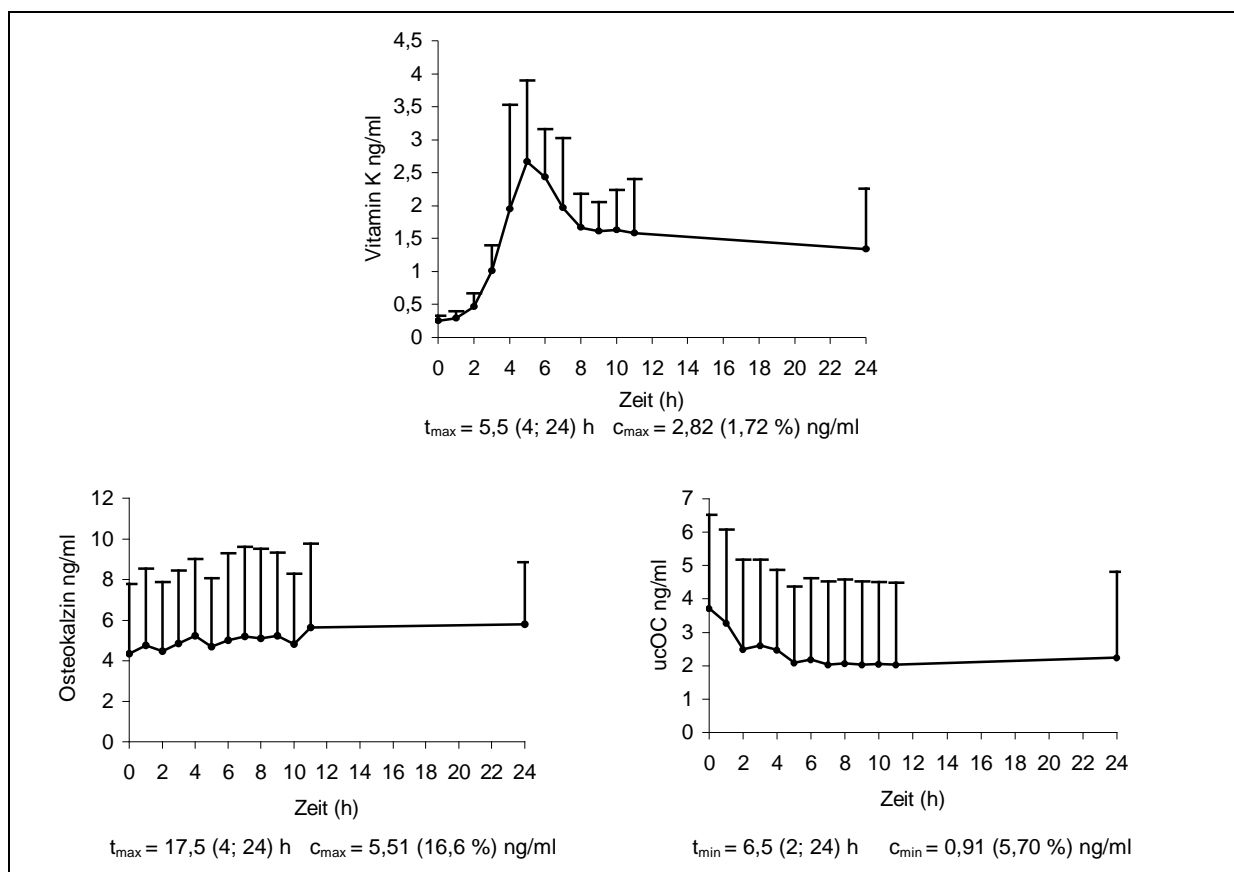 4,5
4
3,5
3
2,5
2
1,5
1
0,5
0
Vitamin K ng/ml
0 2 4 6 8 10 12 14 16 18 20 22 24
Zeit (h)
tmax = 5,5 (4; 24) h cmax = 2,82 (1,72 %) ng/ml
12
10
8
6
4
2
0
Osteokalzin ng/ml
0 2 4 6 8 10 12 14 16 18 20 22 24
Zeit (h)
tmax = 17,5 (4; 24) h cmax = 5,51 (16,6 %) ng/ml
7
6
5
4
3
2
1
0
ucOC ng/ml
0 2 4 6 8 10 12 14 16 18 20 22 24
Zeit (h)
tmin = 6,5 (2; 24) h cmin = 0,91 (5,70 %) ng/ml